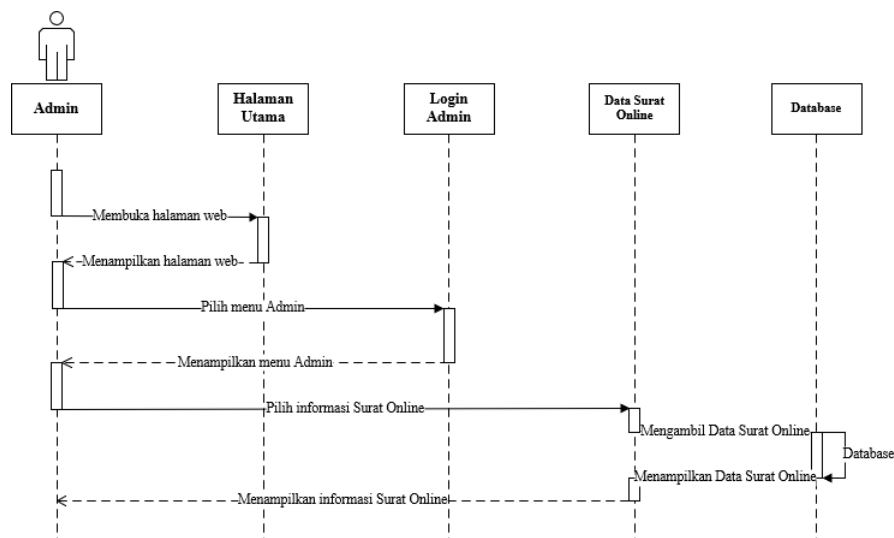 Admin
Halaman
Utama
Login
Admin
Data Surat
Online
Database
Membuka halaman web
Menampilkan halaman web
Pilih menu Admin
Menampilkan menu Admin
Pilih informasi Surat Online
Mengambil Data Surat Online
Database
Menampilkan Data Surat Online
Menampilkan informasi Surat Online